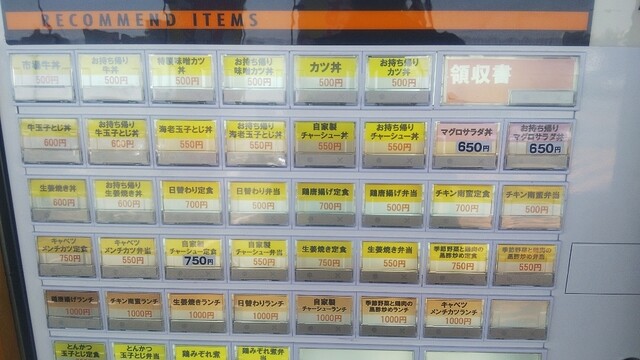 RECOMMEND ITEMS
市場牛丼
500円
お持ち帰り
牛丼
500円
特製味噌カツ
丼
500円
お持ち帰り
味噌カツ丼
500円
カツ丼
500円
お持ち帰り
カツ丼
500円
領収書
牛玉子とじ丼
600円
お持ち帰り
牛玉子とじ丼
600円
海老玉子とじ丼
550円
お持ち帰り
海老玉子とじ丼
550円
自家製
チャーシュー丼
550円
お持ち帰り
チャーシュー丼
550円
マグロサラダ丼
650円
お持ち帰り
マグロサラダ丼
650円
生姜焼き丼
600円
お持ち帰り
生姜焼き丼
600円
日替わり定食
700円
日替わり弁当
500円
鶏唐揚げ定食
700円
鶏唐揚げ弁当
500円
チキン南蛮定食
700円
チキン南蛮弁当
500円
キャベツ
メンチカツ定食
750円
キャベツ
メンチカツ弁当
550円
自家製
チャーシュー定食
750円
自家製
チャーシュー弁当
550円
生姜焼き定食
750円
生姜焼き弁当
550円
季節野菜と鶏肉の
黒酢炒め定食
750円
季節野菜と鶏肉の
黒酢炒め弁当
550円
鶏唐揚げランチ
1000円
チキン南蛮ランチ
1000円
生姜焼きランチ
1000円
日替わりランチ
1000円
自家製
チャーシューランチ
1000円
季節野菜と鶏肉の
黒酢炒めランチ
1000円
キャベツ
メンチカツランチ
1000円
とんかつ
玉子とじ定食
とんかつ
玉子とじ弁当
鶏みぞれ煮
鶏みぞれ煮弁